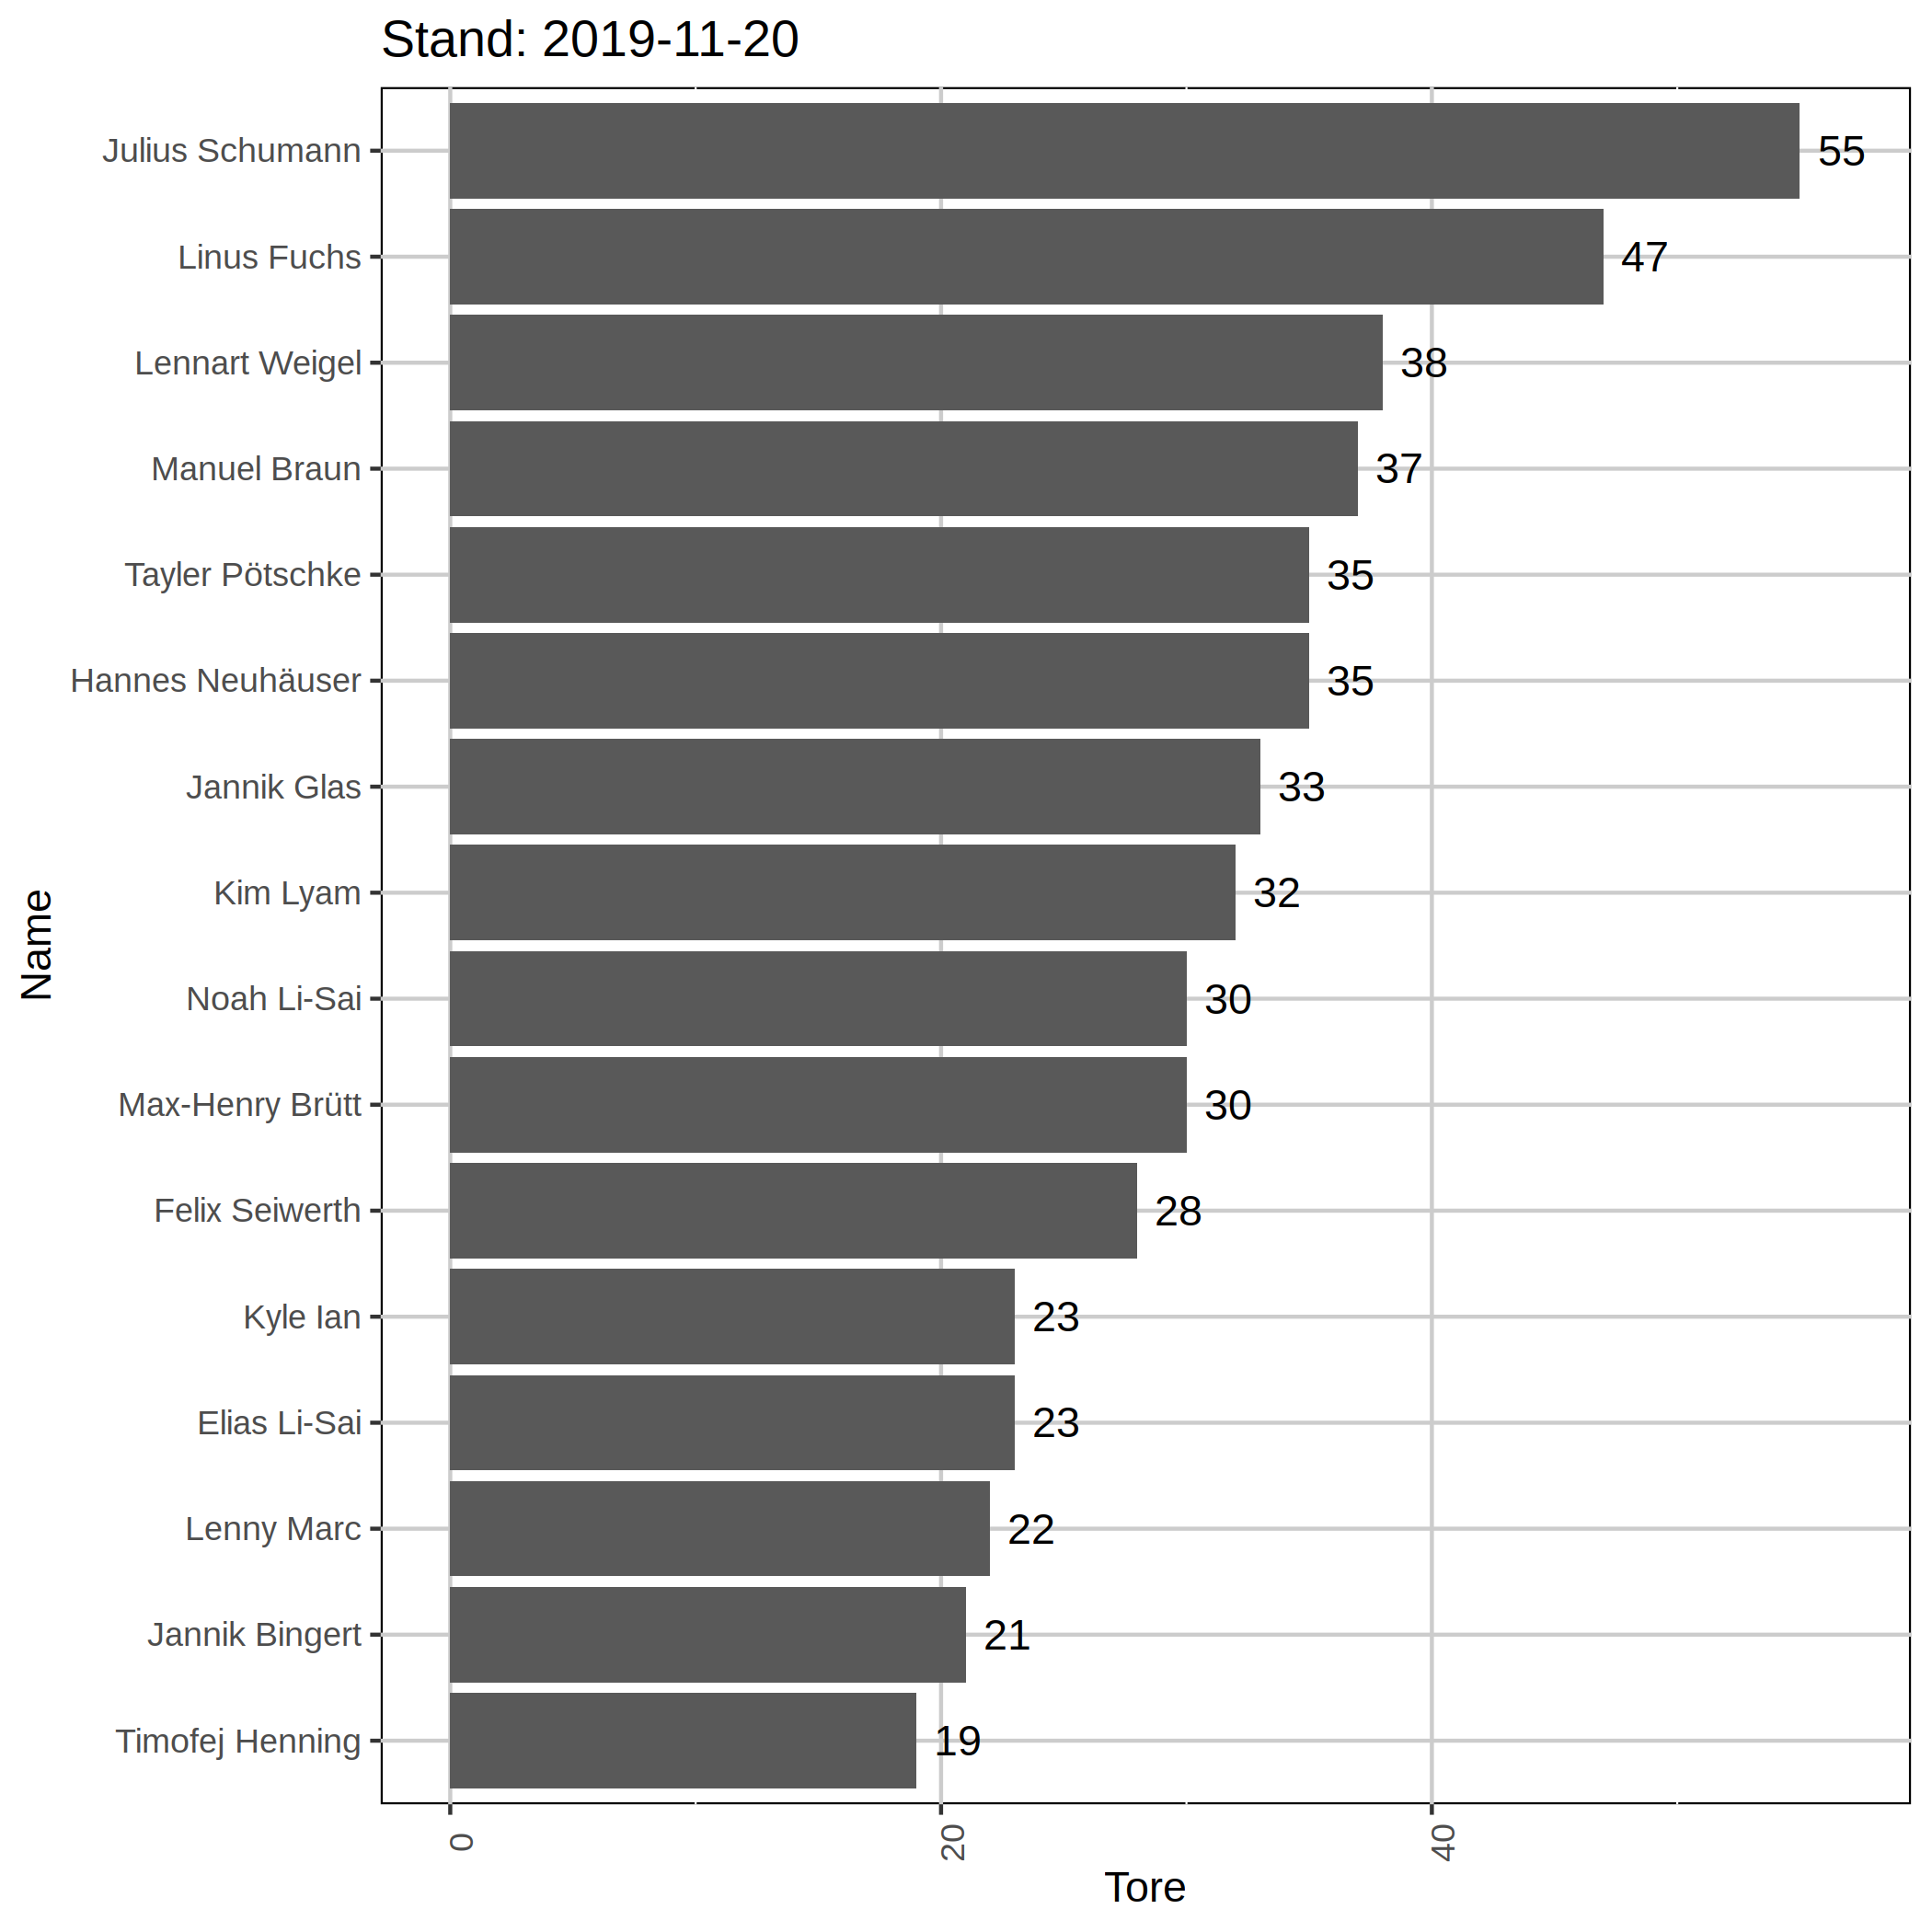 Stand: 2019-11-20
Julius Schumann 55
Linus Fuchs 47
Lennart Weigel 38
Manuel Braun 37
Tayler Pötschke 35
Hannes Neuhäuser 35
Jannik Glas 33
Kim Lyam 32
Noah Li-Sai 30
Max-Henry Brütt 30
Felix Seiwerth 28
Kyle Ian 23
Elias Li-Sai 23
Lenny Marc 22
Jannik Bingert 21
Timofej Henning 19
Name
0 20 40
Tore